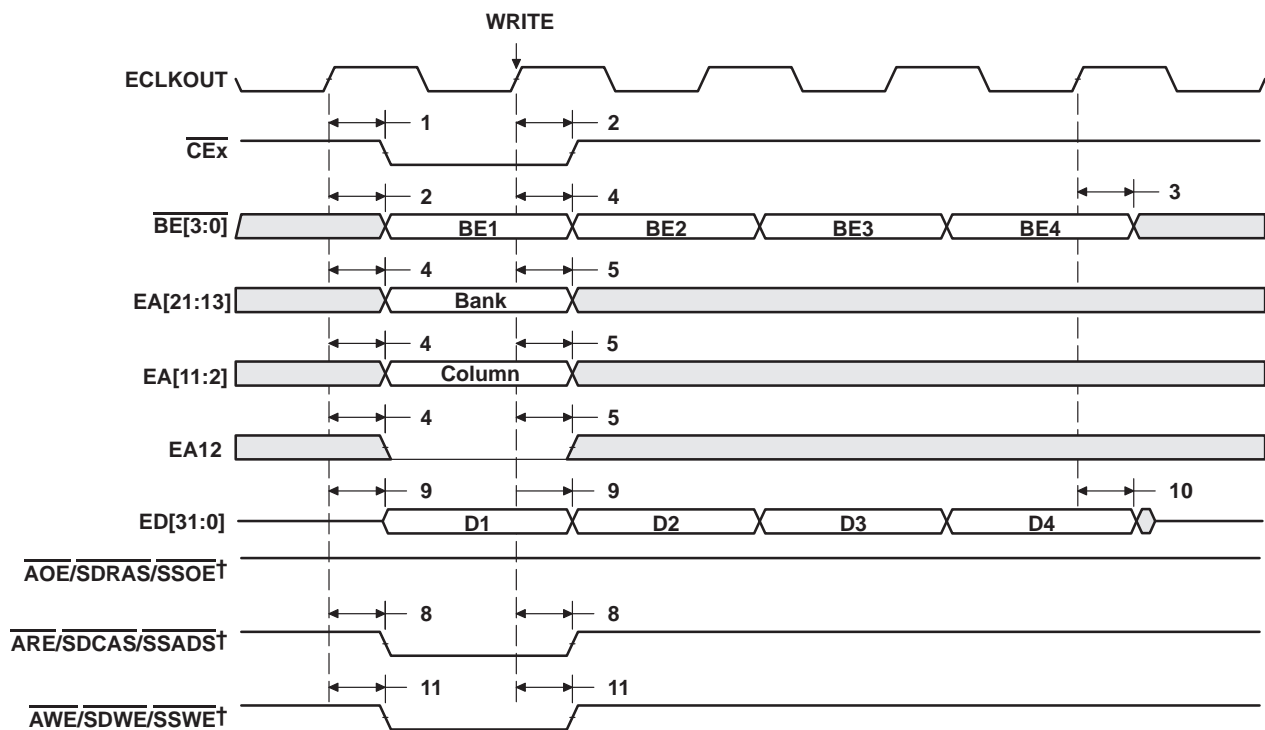 WRITE
ECLKOUT
1 2
CEx
2 4 3
BE[3:0] BE1 BE2 BE3 BE4
4 5
EA[21:13] Bank
4 5
EA[11:2] Column
4 5
EA12
9 9 10
ED[31:0] D1 D2 D3 D4
AOE/SDRAS/SSOE†
8 8
ARE/SDCAS/SSADS†
11 11
AWE/SDWE/SSWE†